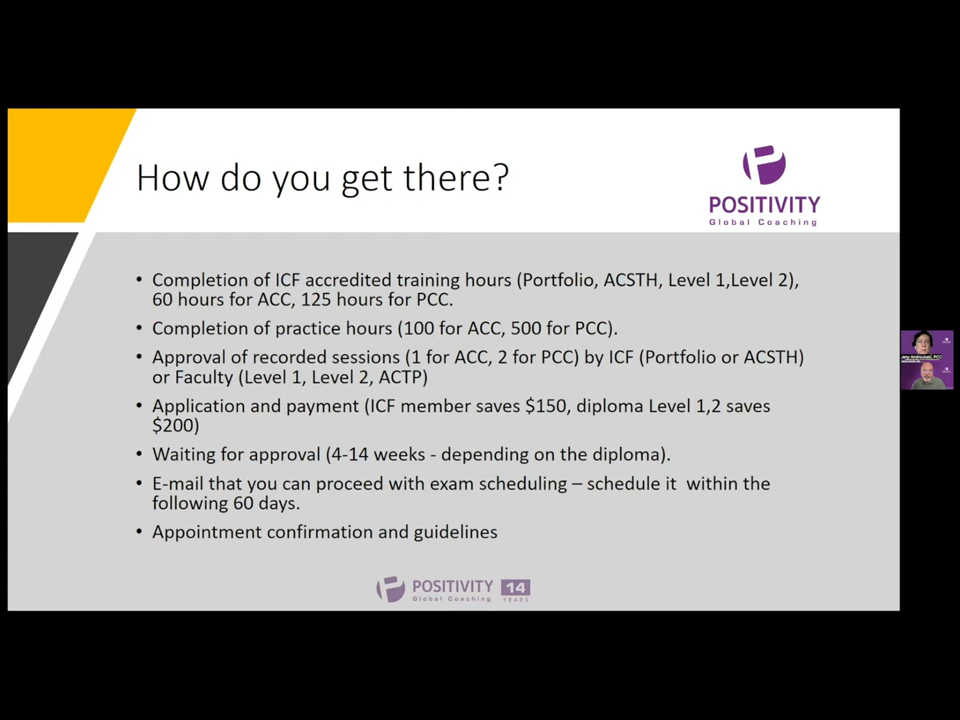 How do you get there?
POSITIVITY
Global Coaching
• Completion of ICF accredited training hours (Portfolio, ACSTH, Level 1,Level 2),
60 hours for ACC, 125 hours for PCC.
• Completion of practice hours (100 for ACC, 500 for PCC).
• Approval of recorded sessions (1 for ACC, 2 for PCC) by ICF (Portfolio or ACSTH)
or Faculty (Level 1, Level 2, ACTP)
• Application and payment (ICF member saves $150, diploma Level 1,2 saves
$200)
• Waiting for approval (4-14 weeks - depending on the diploma).
• E-mail that you can proceed with exam scheduling – schedule it  within the
following 60 days.
• Appointment confirmation and guidelines
POSITIVITY 14
Global Coaching YEARS